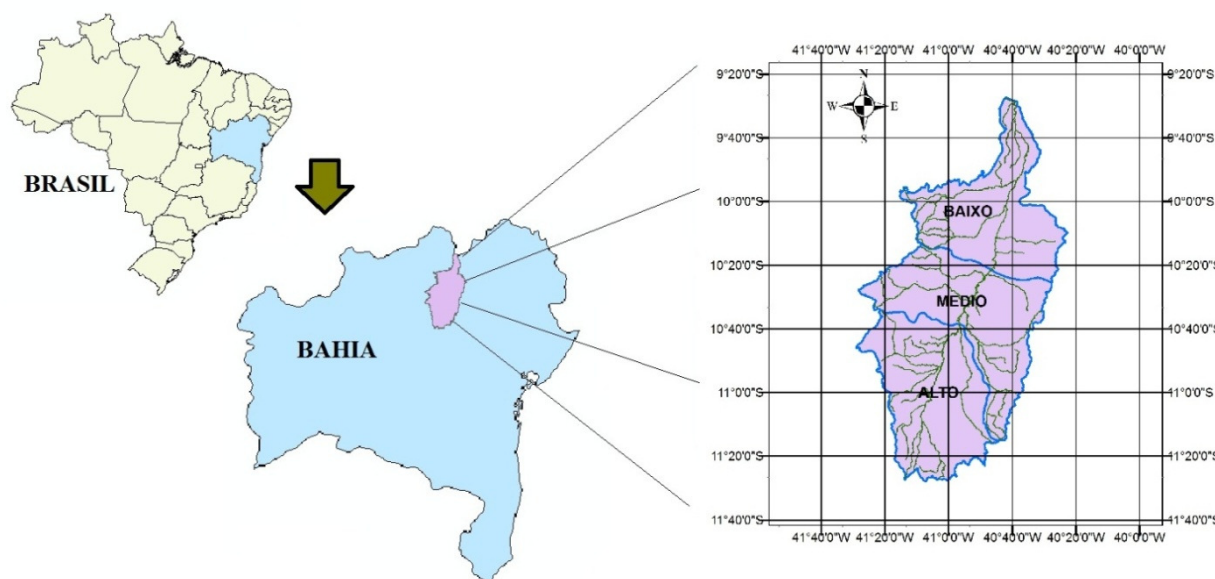 BRASIL
BAHIA
41°40'0"W 41°20'0"W 41°0'0"W 40°40'0"W 40°20'0"W 40°0'0"W
9°20'0"S 9°20'0"S
N
W E
S
9°40'0"S 9°40'0"S
10°0'0"S BAIXO 10°0'0"S
10°20'0"S 10°20'0"S
MEDIO
10°40'0"S 10°40'0"S
11°0'0"S ALTO 11°0'0"S
11°20'0"S 11°20'0"S
11°40'0"S 11°40'0"S
41°40'0"W 41°20'0"W 41°0'0"W 40°40'0"W 40°20'0"W 40°0'0"W